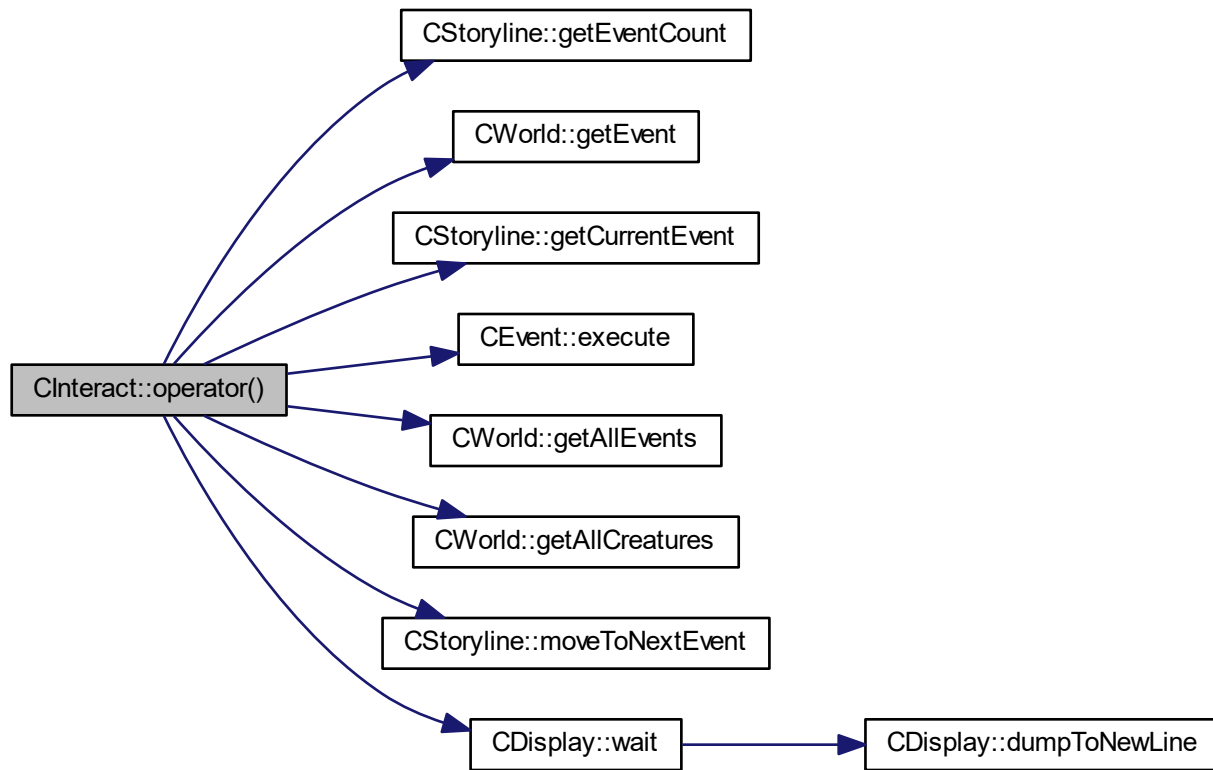 CStoryline::getEventCount
CWorld::getEvent
CStoryline::getCurrentEvent
CEvent::execute
CInteract::operator()
CWorld::getAllEvents
CWorld::getAllCreatures
CStoryline::moveToNextEvent
CDisplay::wait
CDisplay::dumpToNewLine